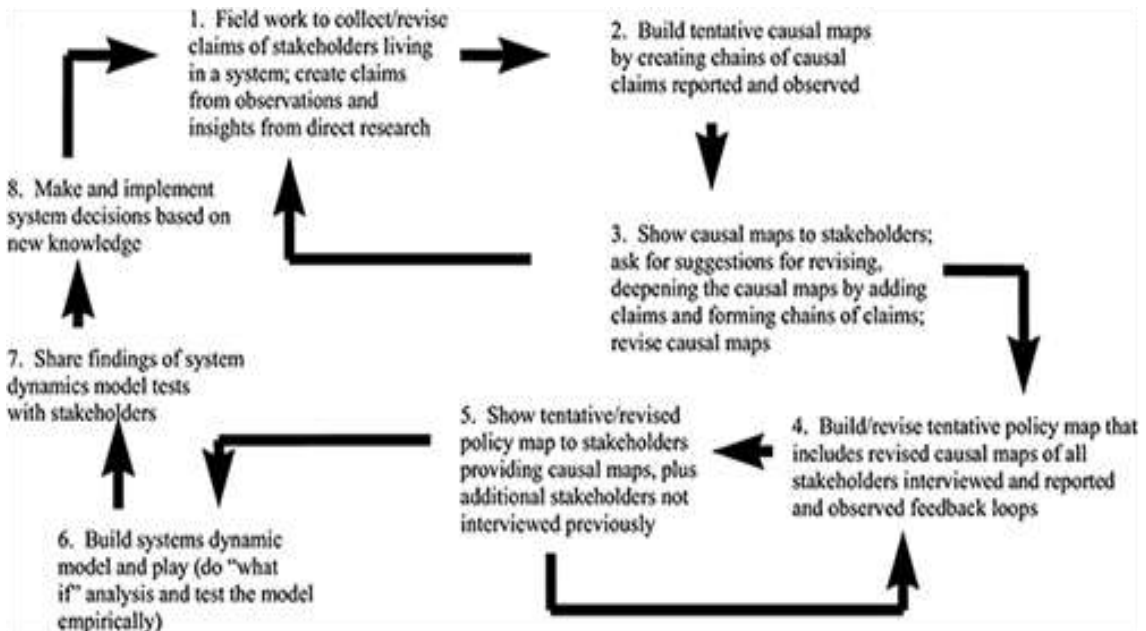 1. Field work to collect/revise
claims of stakeholders living
in a system; create claims
from observations and
insights from direct research
2. Build tentative causal maps
by creating chains of causal
claims reported and observed
3. Show causal maps to stakeholders;
ask for suggestions for revising,
deepening the causal maps by adding
claims and forming chains of claims;
revise causal maps
4. Build/revise tentative policy map that
includes revised causal maps of all
stakeholders interviewed and reported
and observed feedback loops
5. Show tentative/revised
policy map to stakeholders
providing causal maps, plus
additional stakeholders not
interviewed previously
6. Build systems dynamic
model and play (do “what
if” analysis and test the model
empirically)
7. Share findings of system
dynamics model tests
with stakeholders
8. Make and implement
system decisions based on
new knowledge